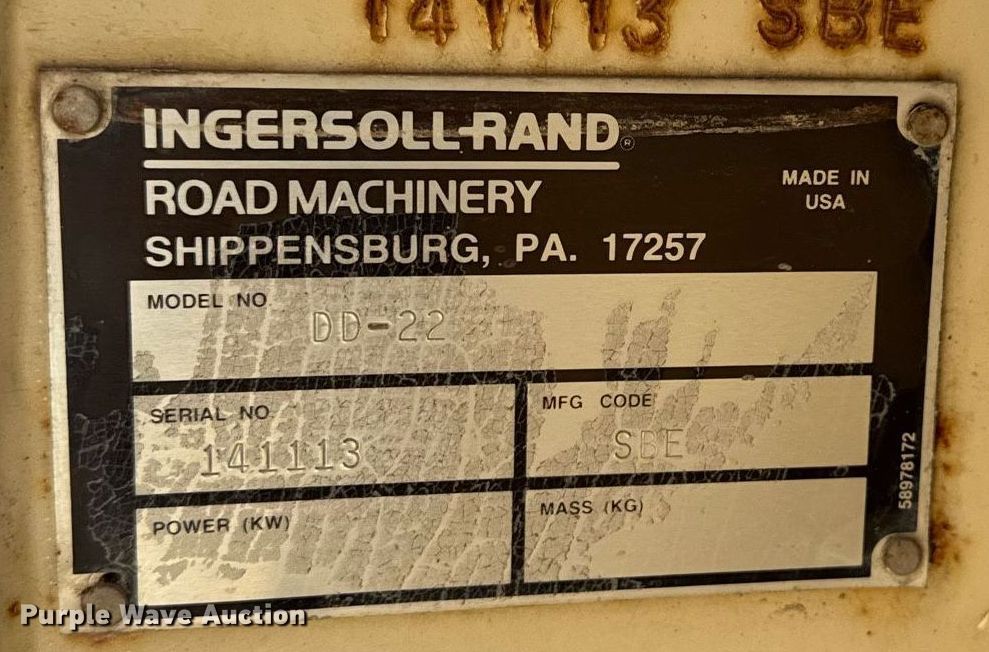 141113 SBE
INGERSOLL-RAND®
ROAD MACHINERY
SHIPPENSBURG, PA. 17257
MADE IN
USA
MODEL NO
DD-22
SERIAL NO
141113
MFG CODE
SBE
POWER (KW)
MASS (KG)
58978172
Purple Wave Auction